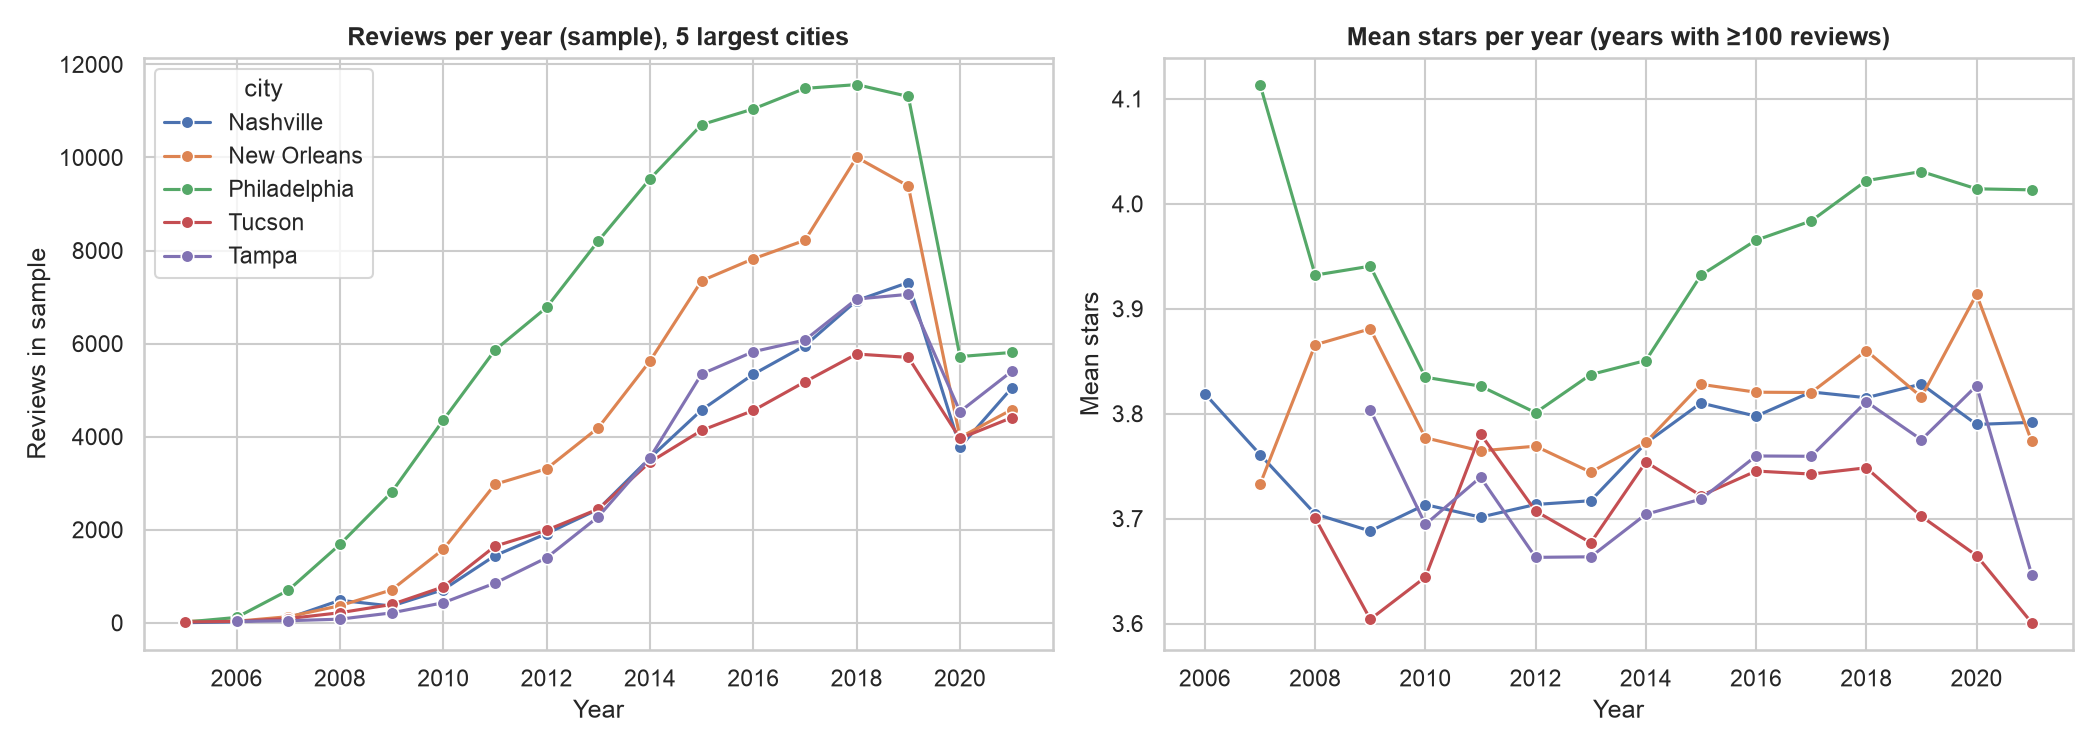 Reviews per year (sample), 5 largest cities
12000
10000
8000
6000
4000
2000
0
Reviews in sample
city
Nashville
New Orleans
Philadelphia
Tucson
Tampa
2006 2008 2010 2012 2014 2016 2018 2020
Year
Mean stars per year (years with ≥100 reviews)
4.1
4.0
3.9
3.8
3.7
3.6
Mean stars
2006 2008 2010 2012 2014 2016 2018 2020
Year